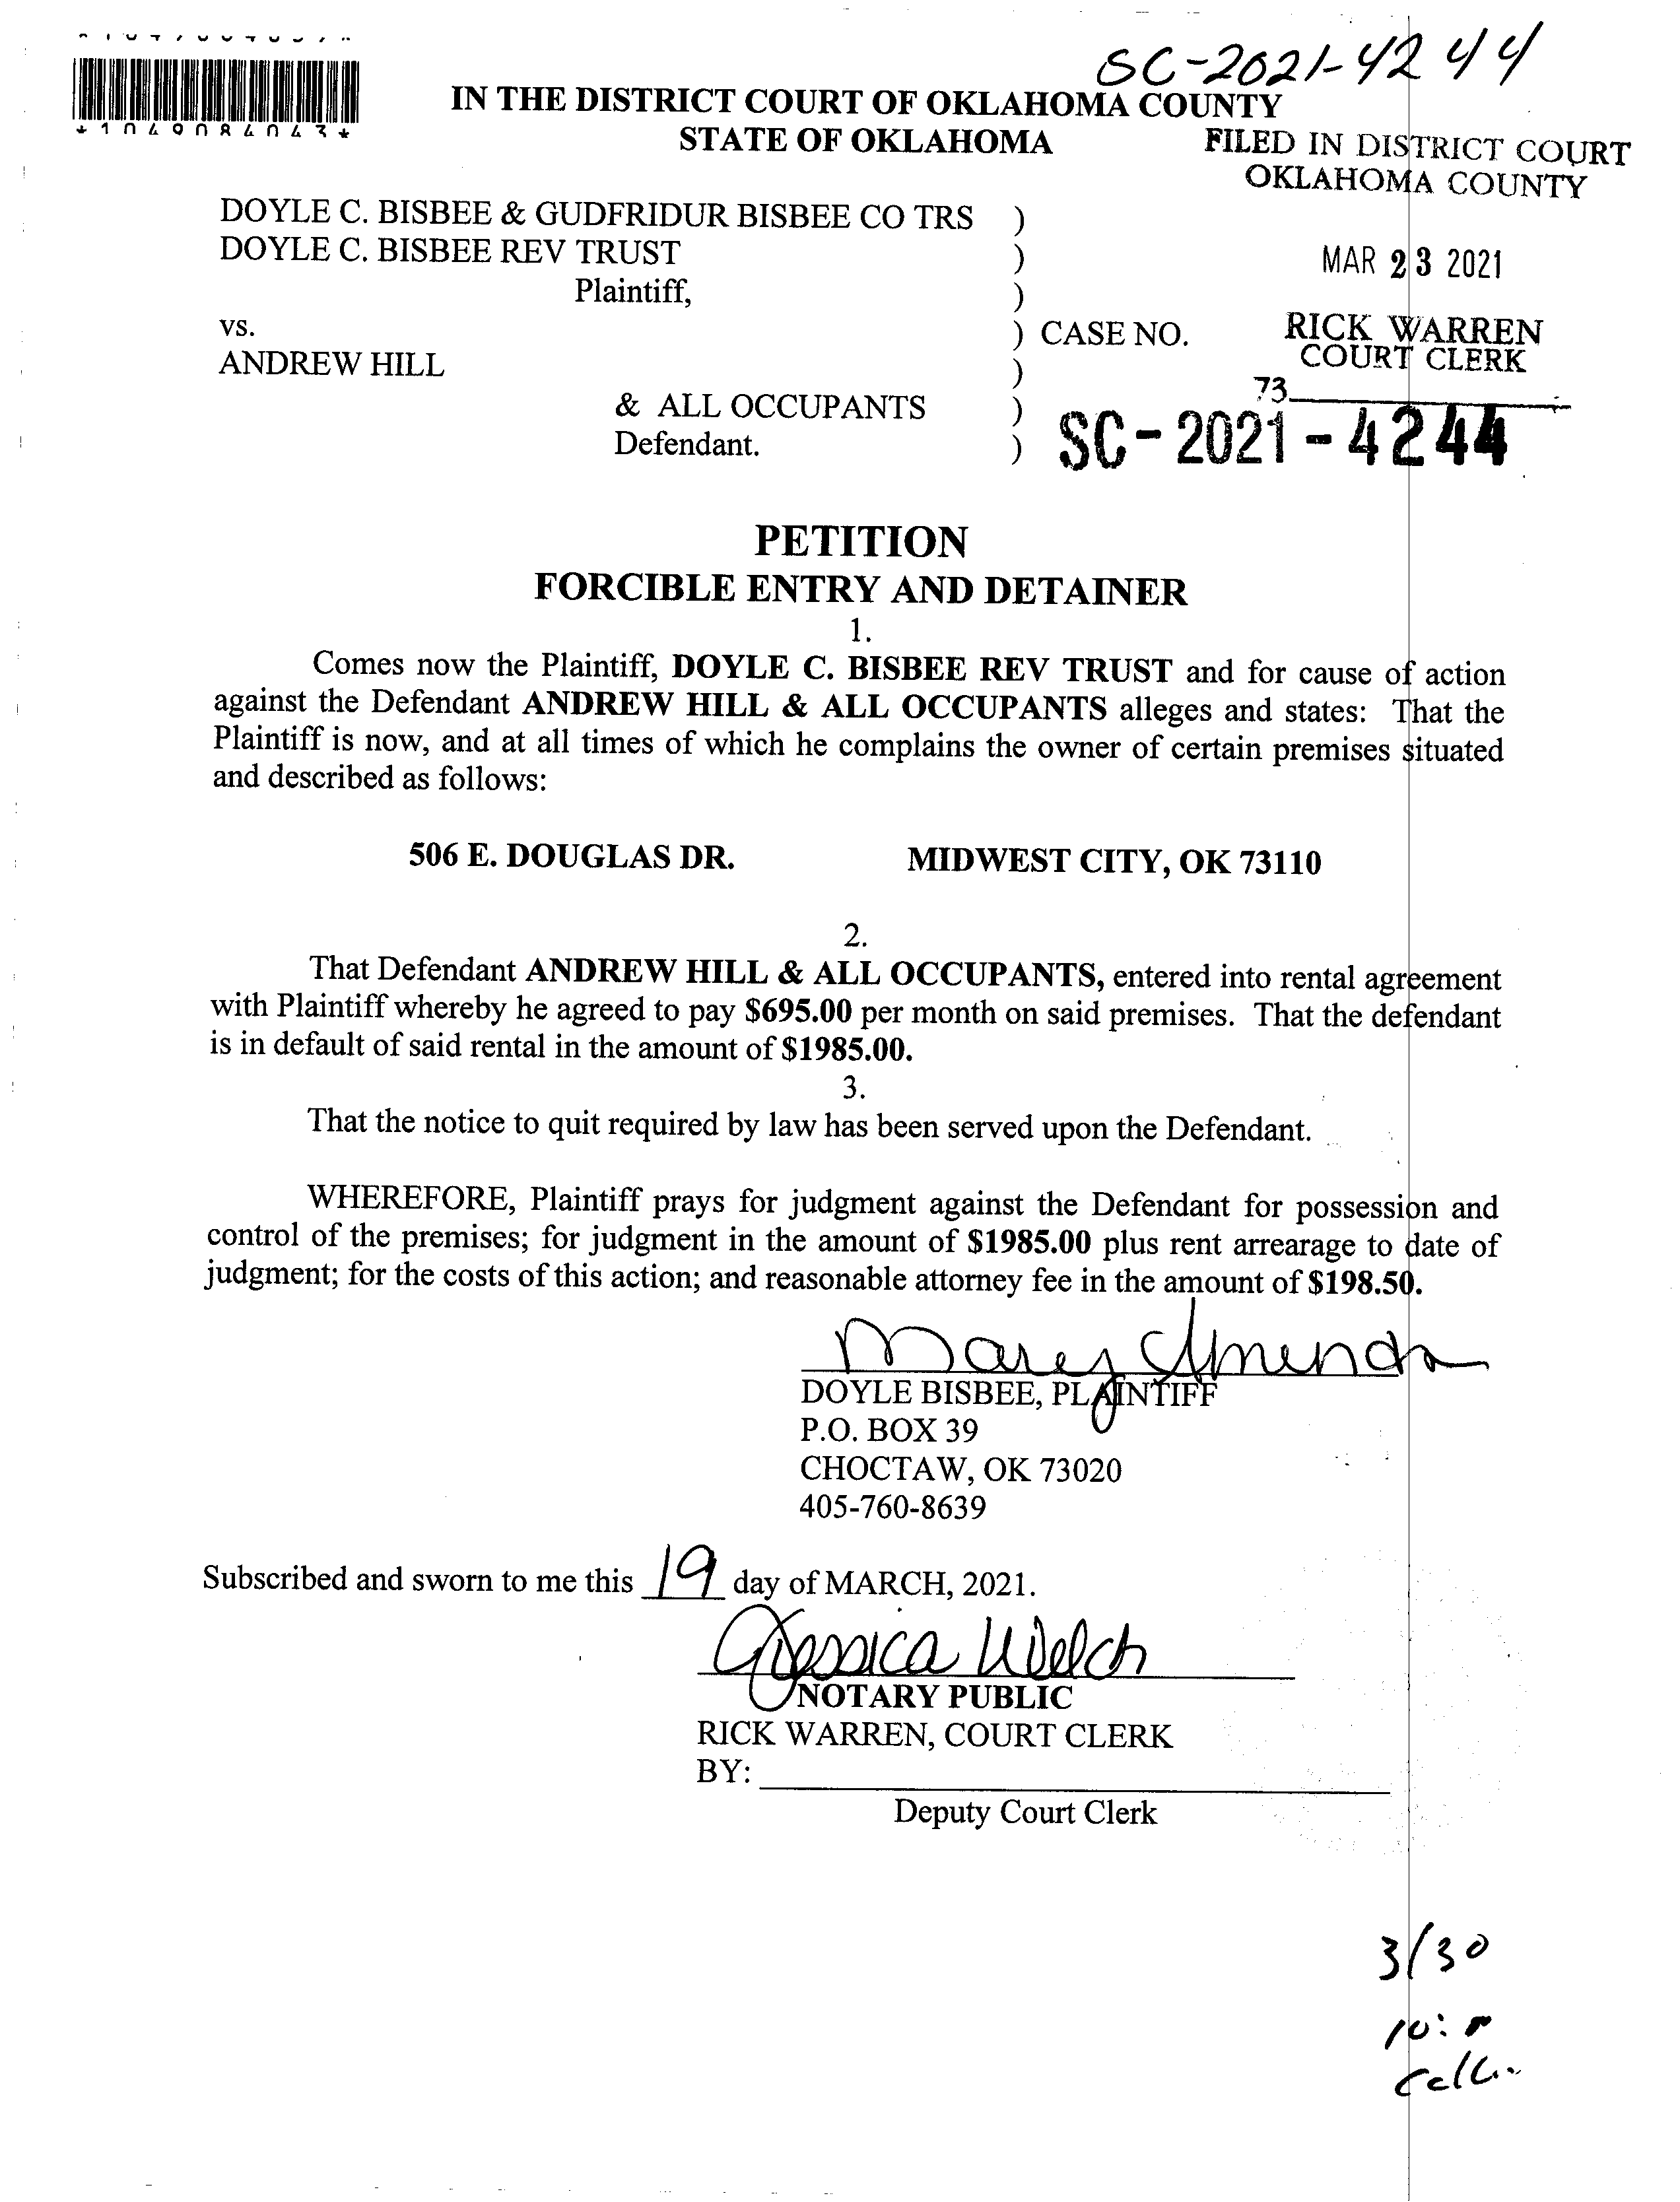 SC-2021-4244
*1049084043*
IN THE DISTRICT COURT OF OKLAHOMA COUNTY
STATE OF OKLAHOMA
FILED IN DISTRICT COURT
OKLAHOMA COUNTY
DOYLE C. BISBEE & GUDFRIDUR BISBEE CO TRS )
DOYLE C. BISBEE REV TRUST )
MAR 23 2021
Plaintiff, )
vs. ) CASE NO.
RICK WARREN
COURT CLERK
ANDREW HILL )
73
& ALL OCCUPANTS )
Defendant. ) SC-2021-4244
PETITION
FORCIBLE ENTRY AND DETAINER
1.
Comes now the Plaintiff, DOYLE C. BISBEE REV TRUST and for cause of action
against the Defendant ANDREW HILL & ALL OCCUPANTS alleges and states: That the
Plaintiff is now, and at all times of which he complains the owner of certain premises situated
and described as follows:
506 E. DOUGLAS DR. MIDWEST CITY, OK 73110
2.
That Defendant ANDREW HILL & ALL OCCUPANTS, entered into rental agreement
with Plaintiff whereby he agreed to pay $695.00 per month on said premises. That the defendant
is in default of said rental in the amount of $1985.00.
3.
That the notice to quit required by law has been served upon the Defendant.
WHEREFORE, Plaintiff prays for judgment against the Defendant for possession and
control of the premises; for judgment in the amount of $1985.00 plus rent arrearage to date of
judgment; for the costs of this action; and reasonable attorney fee in the amount of $198.50.
Mary
DOYLE BISBEE, PLAINTIFF
P.O. BOX 39
CHOCTAW, OK 73020
405-760-8639
Subscribed and sworn to me this 19 day of MARCH, 2021.
Jessica Welch
NOTARY PUBLIC
RICK WARREN, COURT CLERK
BY:
Deputy Court Clerk
3/30